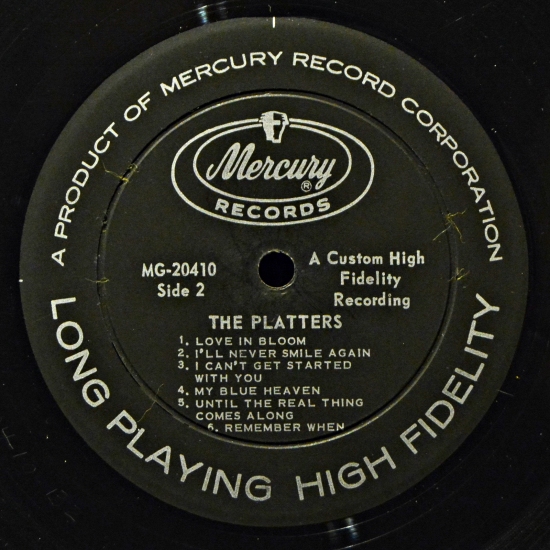 A PRODUCT OF MERCURY RECORD CORPORATION
Mercury®
RECORDS
MG-20410
Side 2
A Custom High
Fidelity
Recording
THE PLATTERS
1. LOVE IN BLOOM
2. I'LL NEVER SMILE AGAIN
3. I CAN'T GET STARTED
WITH YOU
4. MY BLUE HEAVEN
5. UNTIL THE REAL THING
COMES ALONG
6. REMEMBER WHEN
LONG PLAYING HIGH FIDELITY